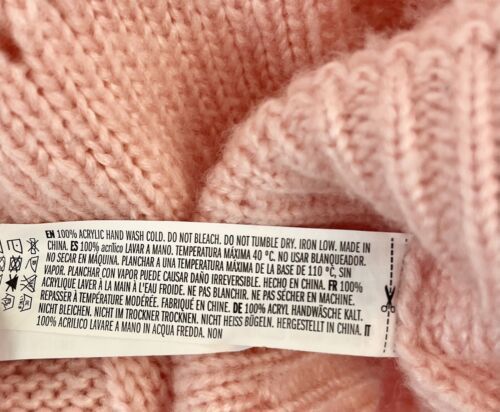 EN 100% ACRYLIC HAND WASH COLD. DO NOT BLEACH. DO NOT TUMBLE DRY. IRON LOW. MADE IN
CHINA. ES 100% acrílico LAVAR A MANO. TEMPERATURA MÁXIMA 40 °C. NO USAR BLANQUEADOR.
NO SECAR EN MÁQUINA. PLANCHAR A UNA TEMPERATURA MÁXIMA DE LA BASE DE 110 °C, SIN
VAPOR. PLANCHAR CON VAPOR PUEDE CAUSAR DAÑO IRREVERSIBLE. HECHO EN CHINA. FR 100%
ACRYLIQUE LAVER À LA MAIN À L'EAU FROIDE. NE PAS BLANCHIR. NE PAS SÉCHER EN MACHINE.
REPASSER À TEMPÉRATURE MODÉRÉE. FABRIQUÉ EN CHINE. DE 100% ACRYL HANDWÄSCHE KALT.
NICHT BLEICHEN. NICHT IM TROCKNER TROCKNEN. NICHT HEISS BÜGELN. HERGESTELLT IN CHINA. IT
100% ACRILICO LAVARE A MANO IN ACQUA FREDDA. NON